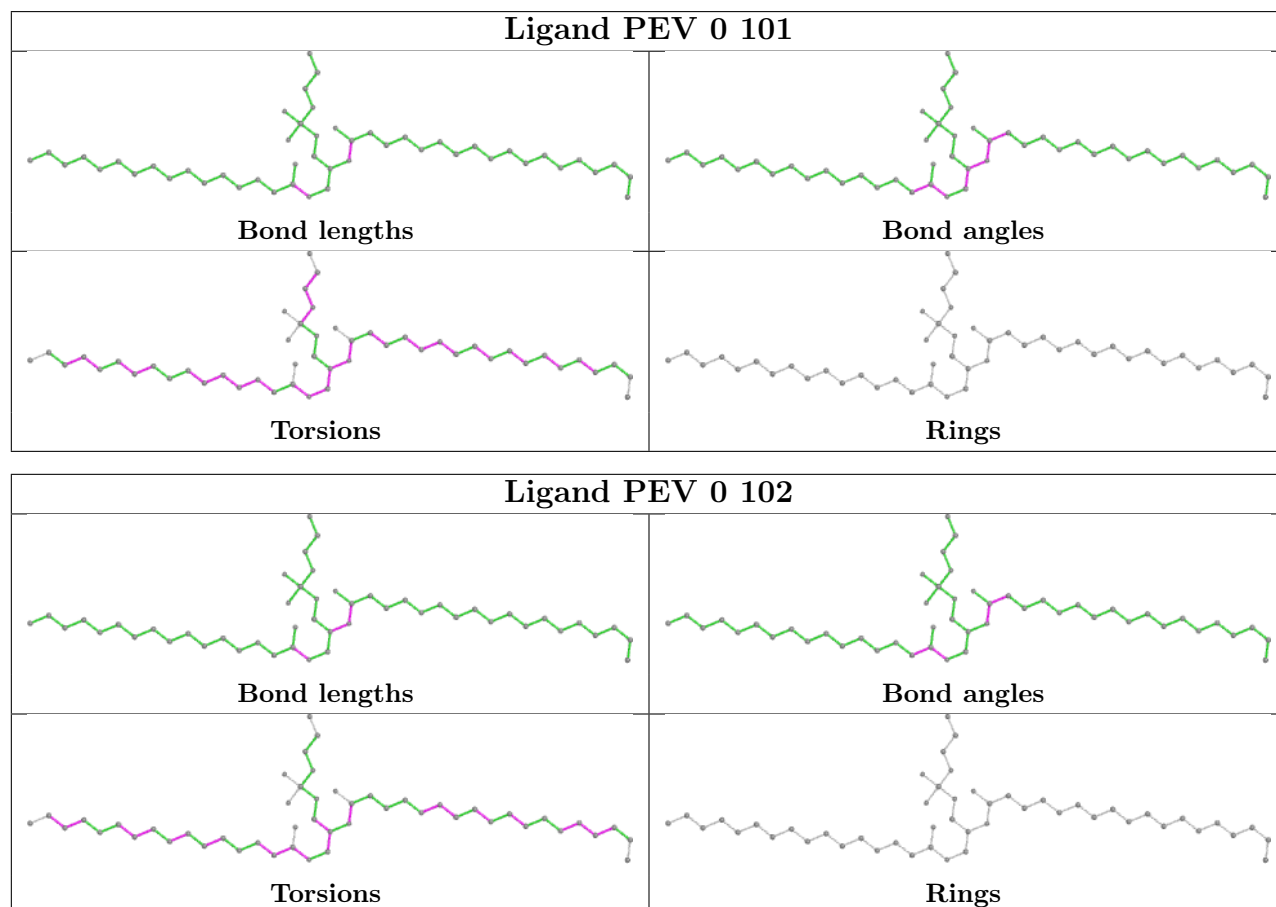 Ligand PEV 0 101
Bond lengths
Bond angles
Torsions
Rings
Ligand PEV 0 102
Bond lengths
Bond angles
Torsions
Rings